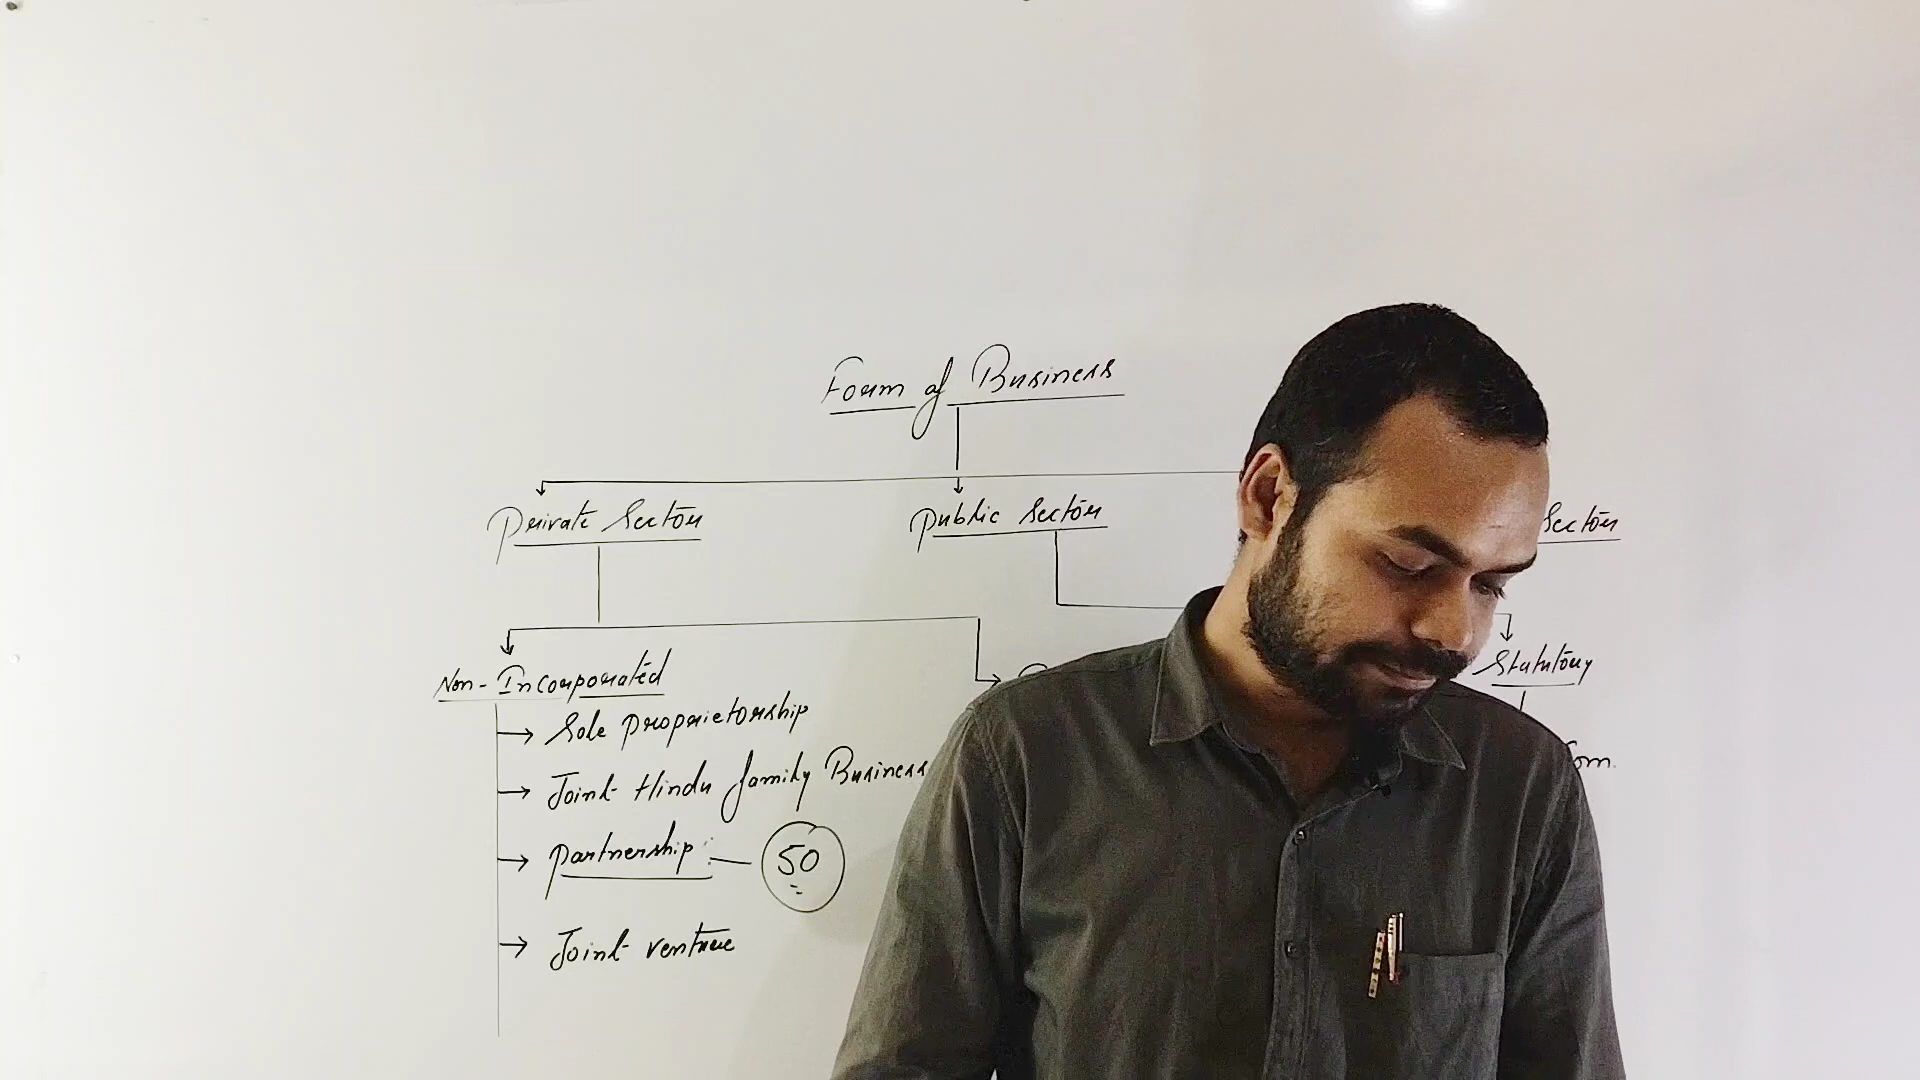 Form of Business
Private Sector
Public Sector
Sector
Non-Incorporated
Statutory
Sole proprietorship
Joint Hindu family Business
Partnership
50
Joint venture